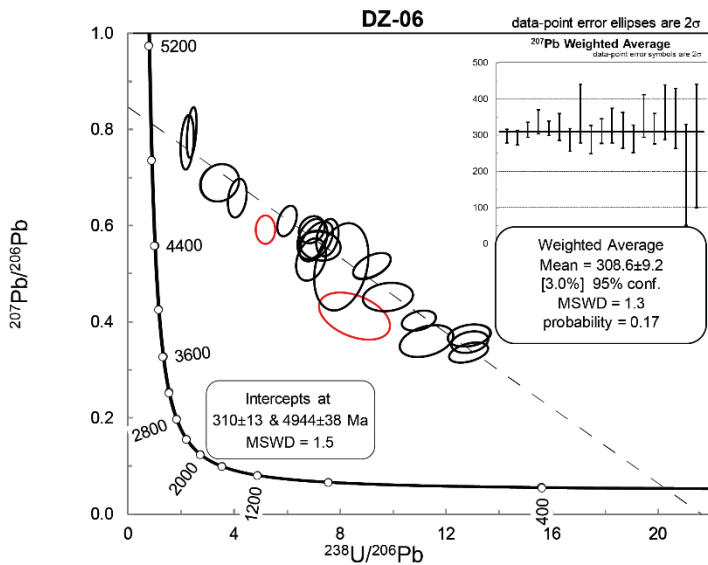 DZ-06
data-point error ellipses are 2σ
207Pb Weighted Average
data-point error symbols are 2σ
500
400
300
200
100
0
Weighted Average
Mean = 308.6±9.2
[3.0%] 95% conf.
MSWD = 1.3
probability = 0.17
1.0
0.8
0.6
0.4
0.2
0.0
207Pb/206Pb
5200
4400
3600
2800
2000
1200
400
Intercepts at
310±13 & 4944±38 Ma
MSWD = 1.5
0
4
8
12
16
20
238U/206Pb